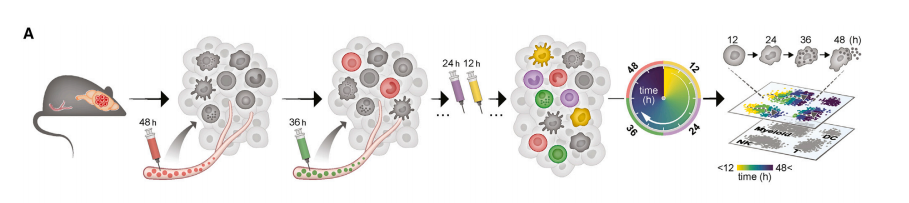 A
48 h
36 h
24 h 12 h
...
...
48
12
time
(h)
36
24
12 24 36 48 (h)
Myeloid
DC
NK
T
<12 48<
time (h)